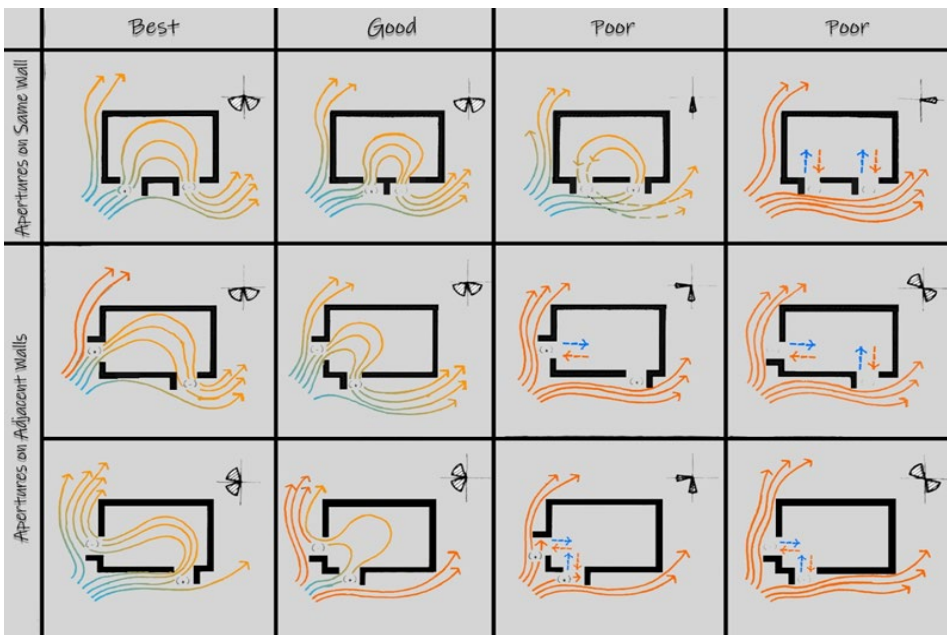 Best
Good
Poor
Poor
Apertures on Same Wall
Apertures on Adjacent Walls